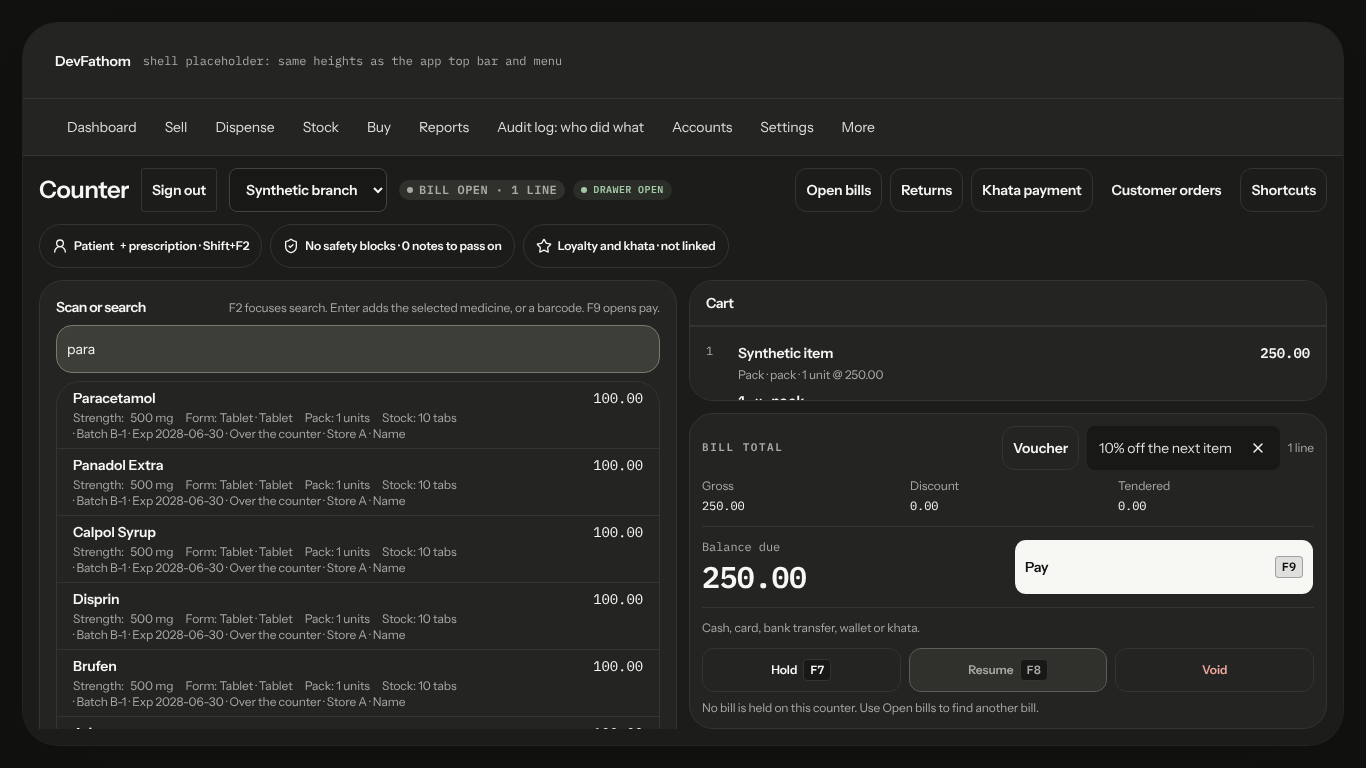 DevFathom shell placeholder: same heights as the app top bar and menu
Dashboard Sell Dispense Stock Buy Reports Audit log: who did what Accounts Settings More
Counter Sign out Synthetic branch BILL OPEN · 1 LINE DRAWER OPEN Open bills Returns Khata payment Customer orders Shortcuts
Patient + prescription · Shift+F2 No safety blocks · 0 notes to pass on Loyalty and khata · not linked
Scan or search F2 focuses search. Enter adds the selected medicine, or a barcode. F9 opens pay.
para
Paracetamol 100.00
Strength: 500 mg Form: Tablet · Tablet Pack: 1 units Stock: 10 tabs
· Batch B-1 · Exp 2028-06-30 · Over the counter · Store A · Name
Panadol Extra 100.00
Strength: 500 mg Form: Tablet · Tablet Pack: 1 units Stock: 10 tabs
· Batch B-1 · Exp 2028-06-30 · Over the counter · Store A · Name
Calpol Syrup 100.00
Strength: 500 mg Form: Tablet · Tablet Pack: 1 units Stock: 10 tabs
· Batch B-1 · Exp 2028-06-30 · Over the counter · Store A · Name
Disprin 100.00
Strength: 500 mg Form: Tablet · Tablet Pack: 1 units Stock: 10 tabs
· Batch B-1 · Exp 2028-06-30 · Over the counter · Store A · Name
Brufen 100.00
Strength: 500 mg Form: Tablet · Tablet Pack: 1 units Stock: 10 tabs
· Batch B-1 · Exp 2028-06-30 · Over the counter · Store A · Name
Cart
1 Synthetic item 250.00
Pack · pack · 1 unit @ 250.00
BILL TOTAL Voucher 10% off the next item ✕ 1 line
Gross Discount Tendered
250.00 0.00 0.00
Balance due
250.00 Pay F9
Cash, card, bank transfer, wallet or khata.
Hold F7 Resume F8 Void
No bill is held on this counter. Use Open bills to find another bill.